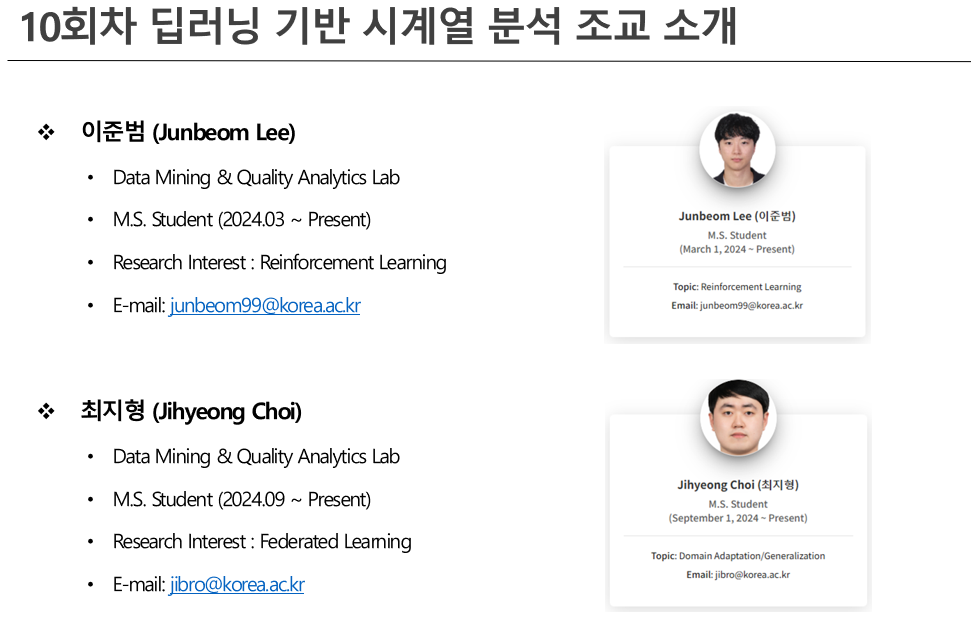 10회차 딥러닝 기반 시계열 분석 조교 소개
❖ 이준범 (Junbeom Lee)
• Data Mining & Quality Analytics Lab
• M.S. Student (2024.03 ~ Present)
• Research Interest : Reinforcement Learning
• E-mail: junbeom99@korea.ac.kr
Junbeom Lee (이준범)
M.S. Student
(March 1, 2024 ~ Present)
Topic: Reinforcement Learning
Email: junbeom99@korea.ac.kr
❖ 최지형 (Jihyeong Choi)
• Data Mining & Quality Analytics Lab
• M.S. Student (2024.09 ~ Present)
• Research Interest : Federated Learning
• E-mail: jibro@korea.ac.kr
Jihyeong Choi (최지형)
M.S. Student
(September 1, 2024 ~ Present)
Topic: Domain Adaptation/Generalization
Email: jibro@korea.ac.kr